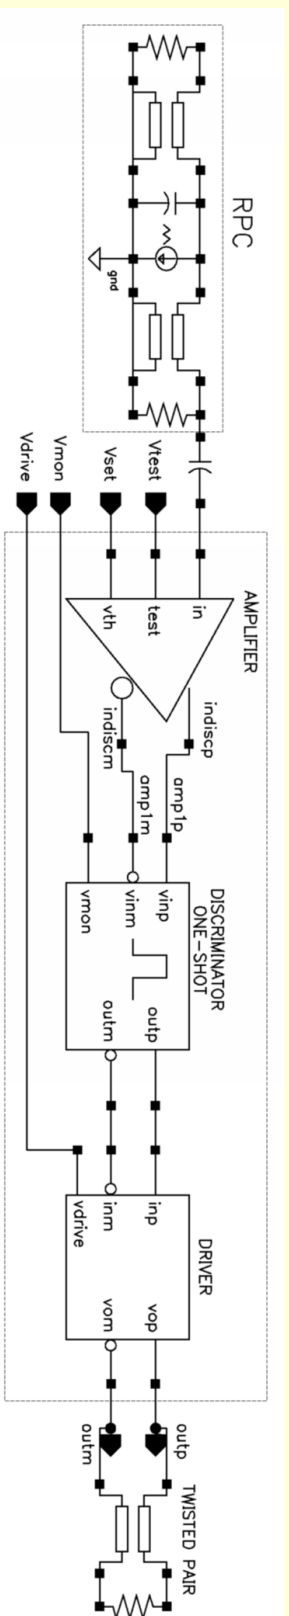 RPC
gnd
Vdrive
Vmon
Vset
Vtest
AMPLIFIER
in
test
vth
indiscp
indiscm
amp1p
amp1m
DISCRIMINATOR
ONE-SHOT
vinp
vinm
vmon
outp
outm
DRIVER
inp
inm
vdrive
vop
vom
outp
outm
TWISTED PAIR